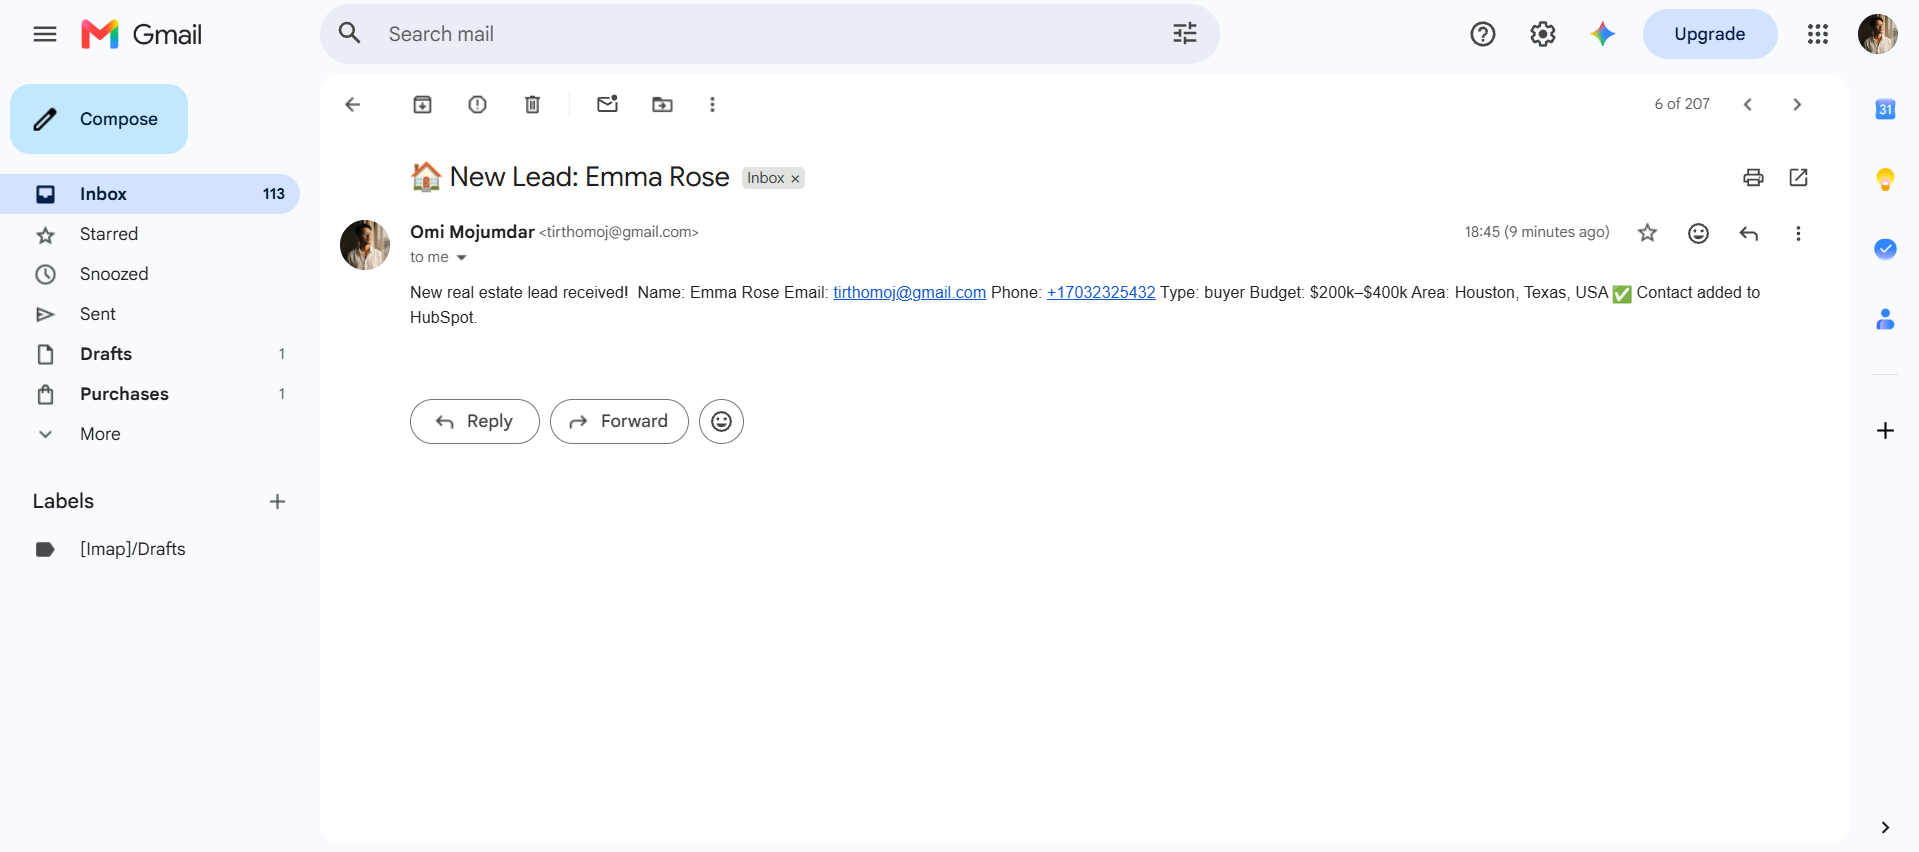 Gmail
Search mail
Upgrade
Compose
Inbox 113
Starred
Snoozed
Sent
Drafts 1
Purchases 1
More
Labels
[Imap]/Drafts
6 of 207
31
🏠 New Lead: Emma Rose Inbox ×
Omi Mojumdar <tirthomoj@gmail.com> 18:45 (9 minutes ago)
to me
New real estate lead received!  Name: Emma Rose Email: tirthomoj@gmail.com Phone: +17032325432 Type: buyer Budget: $200k–$400k Area: Houston, Texas, USA ✅ Contact added to
HubSpot.
Reply Forward